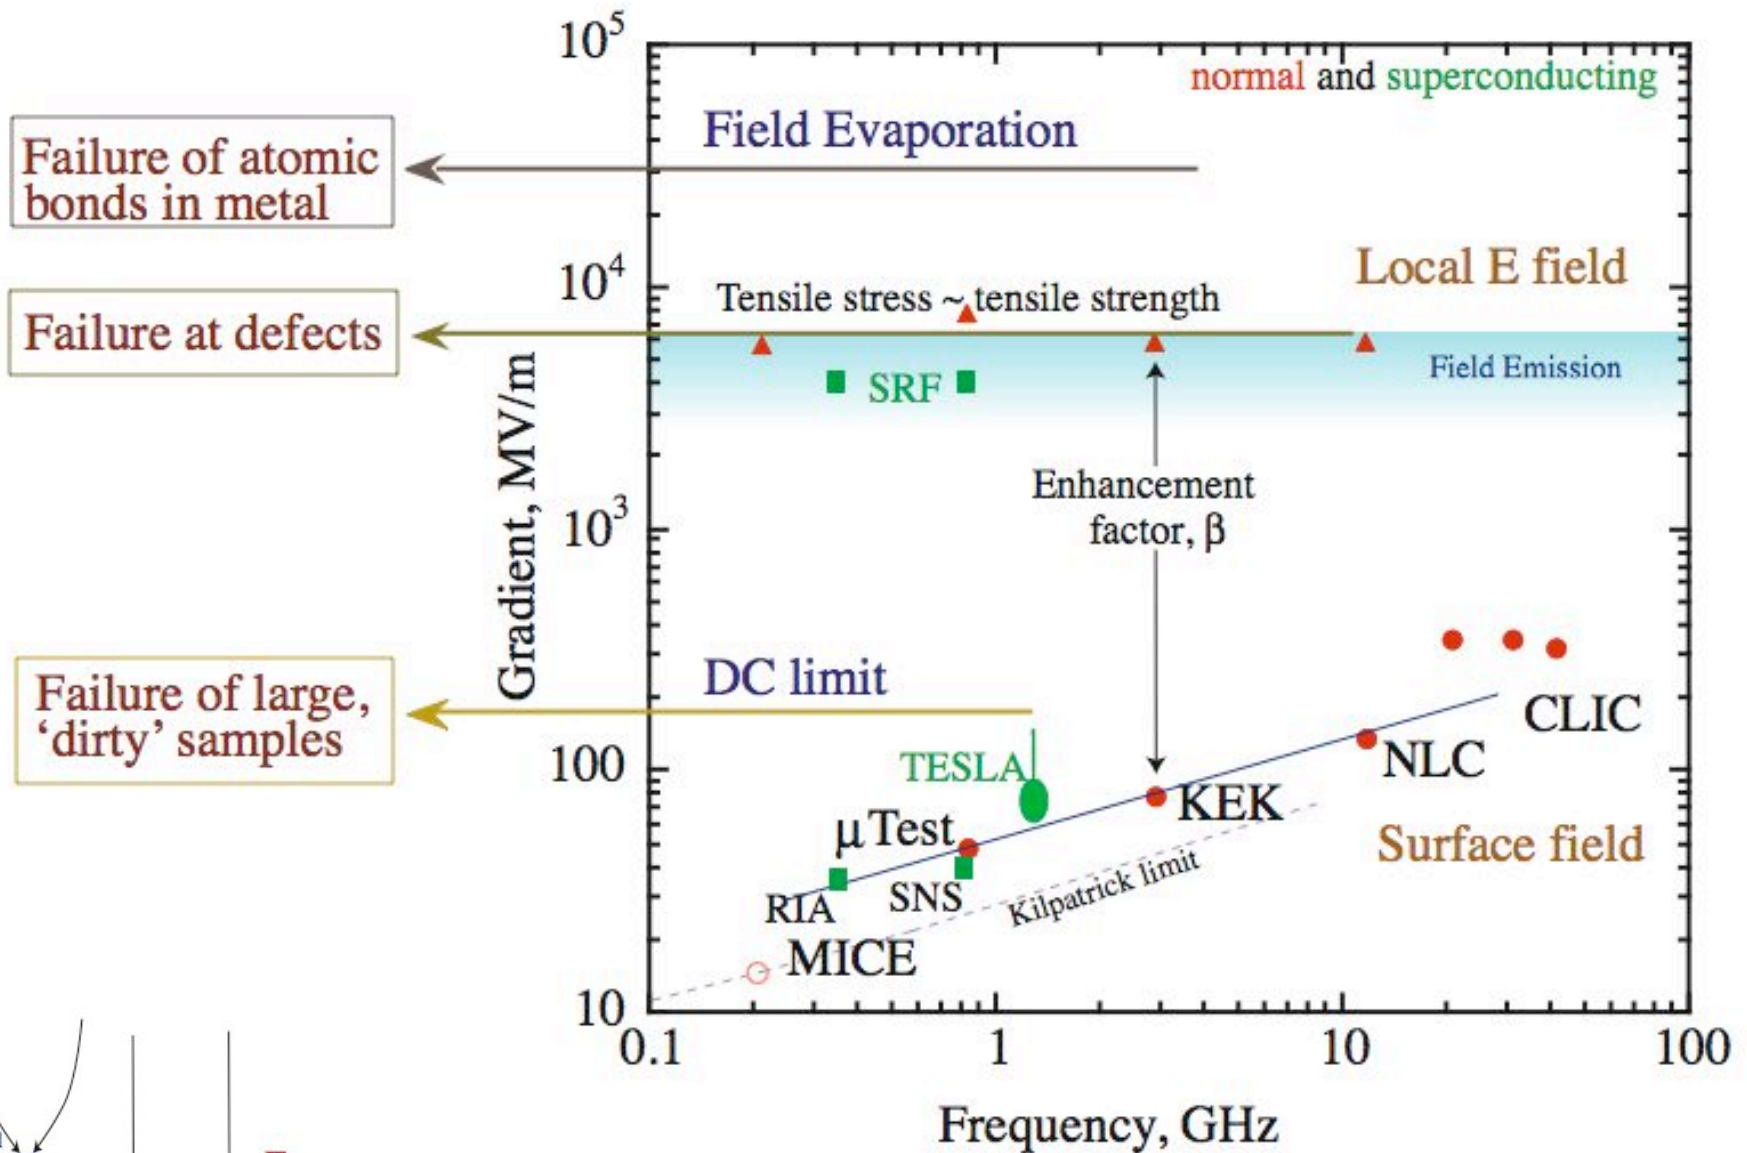 10⁵
normal and superconducting
Field Evaporation
Failure of atomic
bonds in metal
10⁴
Local E field
Tensile stress ~ tensile strength
Failure at defects
Field Emission
SRF
Gradient, MV/m
Enhancement
factor, β
10³
DC limit
Failure of large,
‘dirty’ samples
CLIC
TESLA
NLC
100
KEK
μ Test
Surface field
RIA
SNS
Kilpatrick limit
MICE
10
0.1
1
10
100
Frequency, GHz